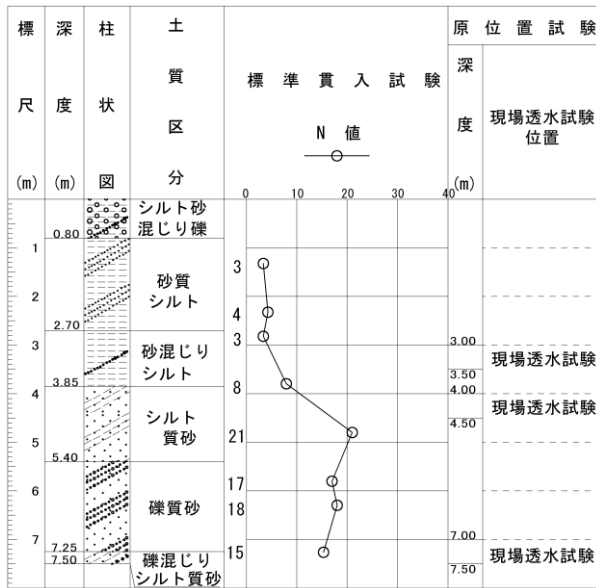 標尺(m)
深度(m)
柱状図
土質区分
標準貫入試験
N 値
原位置試験
深度(m)
現場透水試験
位置
0 10 20 30 40
シルト砂
混じり礫
0.80
1
3
砂質
シルト
2
4
2.70
3
3
3.00
砂混じり
シルト
現場透水試験
3.50
3.85
8
4
4.00
シルト
質砂
現場透水試験
4.50
21
5
5.40
17
6
礫質砂
18
7
7.00
7.25
15
現場透水試験
7.50
礫混じり
シルト質砂
7.50